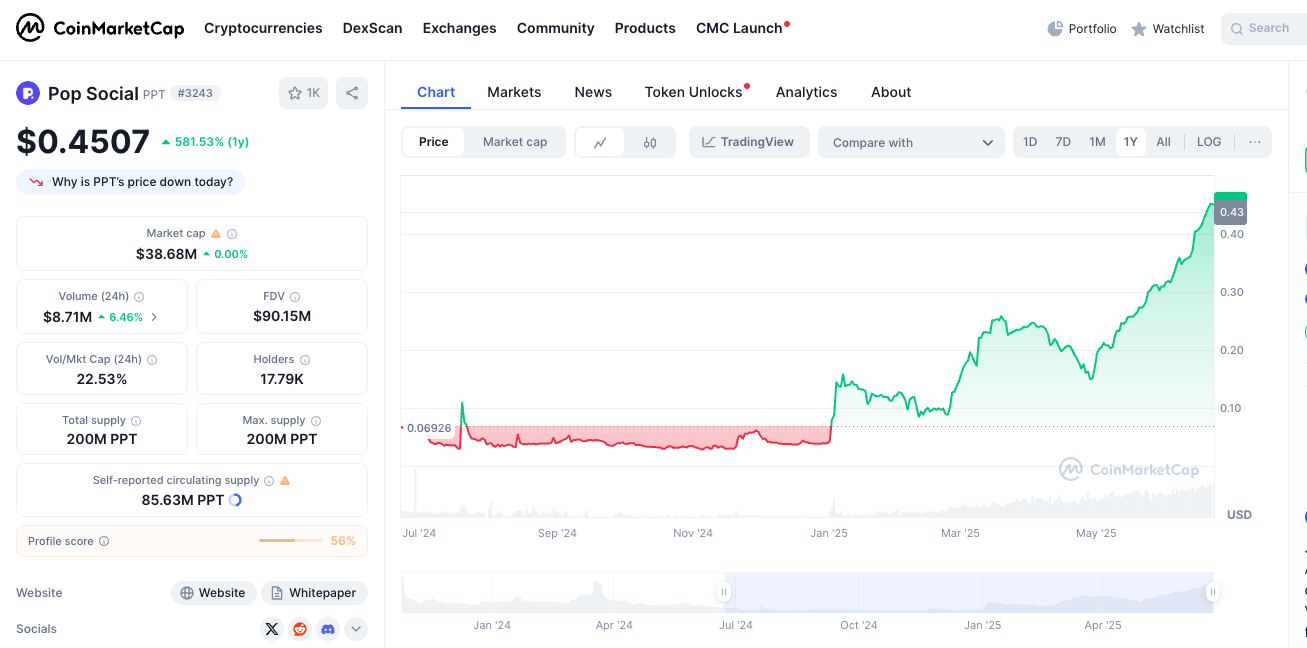 CoinMarketCap Cryptocurrencies DexScan Exchanges Community Products CMC Launch Portfolio Watchlist Search
Pop Social PPT #3243 1K
$0.4507 581.53% (1y)
Why is PPT's price down today?
Market cap
$38.68M 0.00%
Volume (24h) FDV
$8.71M 6.46% $90.15M
Vol/Mkt Cap (24h) Holders
22.53% 17.79K
Total supply Max. supply
200M PPT 200M PPT
Self-reported circulating supply
85.63M PPT
Profile score 56%
Website Website Whitepaper
Socials
Chart Markets News Token Unlocks Analytics About
Price Market cap TradingView Compare with 1D 7D 1M 1Y All LOG
0.43
0.40
0.30
0.20
0.10
0.06926
CoinMarketCap
USD
Jul '24 Sep '24 Nov '24 Jan '25 Mar '25 May '25
Jan '24 Apr '24 Jul '24 Oct '24 Jan '25 Apr '25